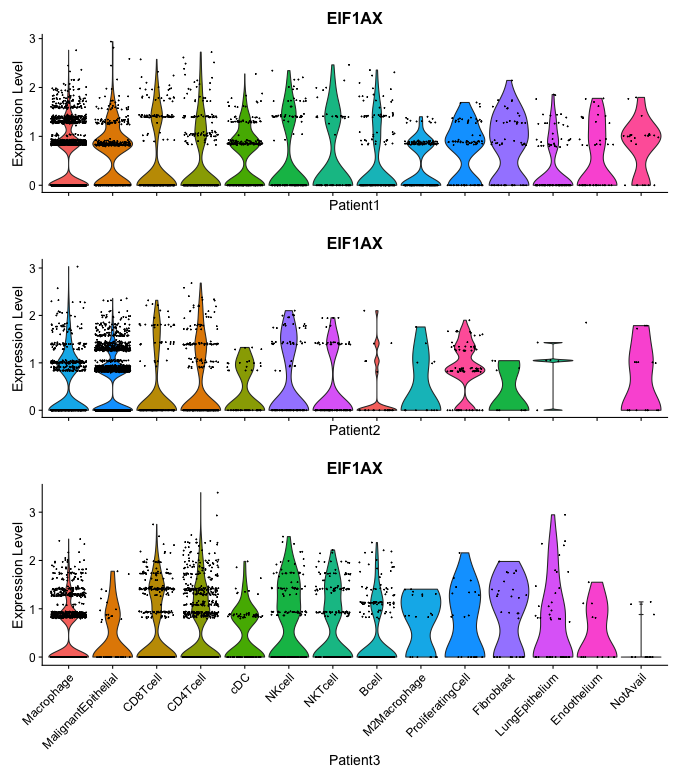 EIF1AX
Expression Level
3
2
1
0
Patient1
EIF1AX
Expression Level
3
2
1
0
Patient2
EIF1AX
Expression Level
3
2
1
0
Macrophage
MalignantEpithelial
CD8Tcell
CD4Tcell
cDC
NKcell
NKTcell
Bcell
M2Macrophage
ProliferatingCell
Fibroblast
LungEpithelium
Endothelium
NotAvail
Patient3